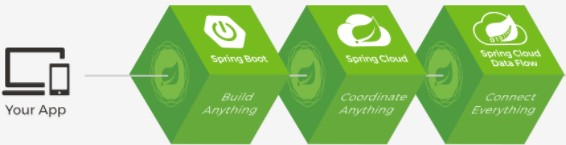 Your App
Spring Boot
Build
Anything
Spring Cloud
Coordinate
Anything
Spring Cloud
Data Flow
Connect
Everything